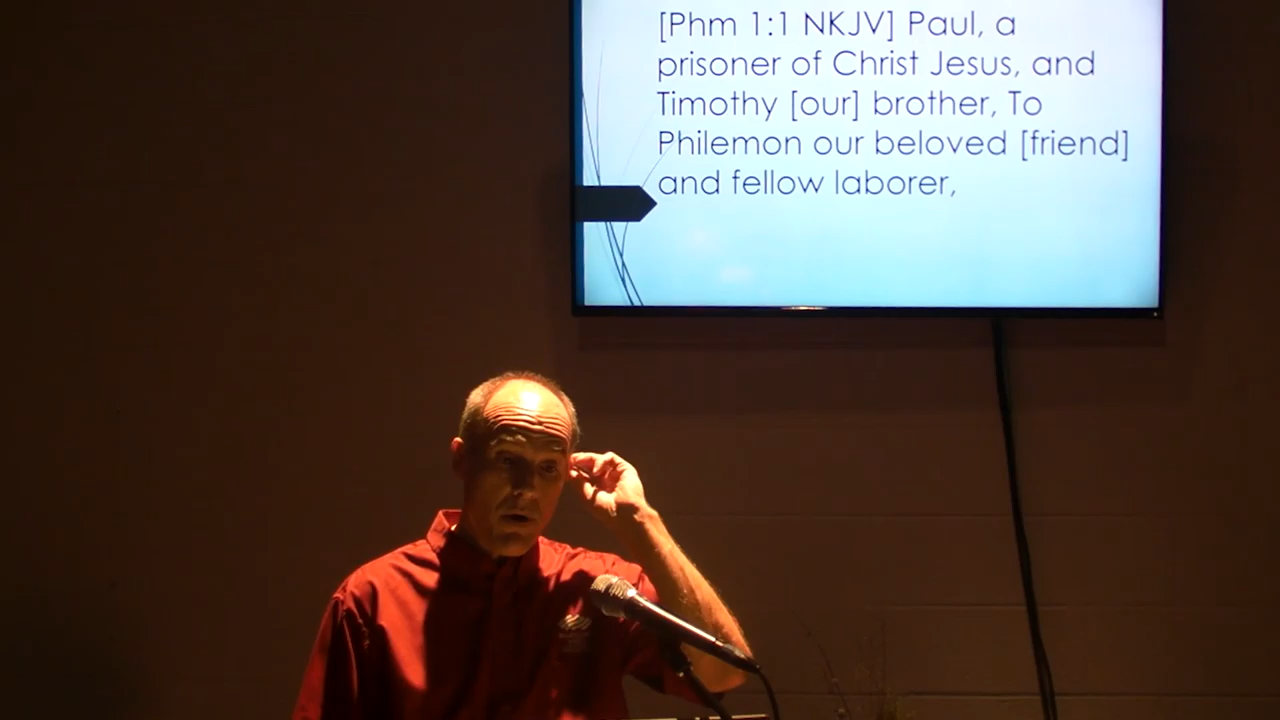 [Phm 1:1 NKJV] Paul, a
prisoner of Christ Jesus, and
Timothy [our] brother, To
Philemon our beloved [friend]
and fellow laborer,